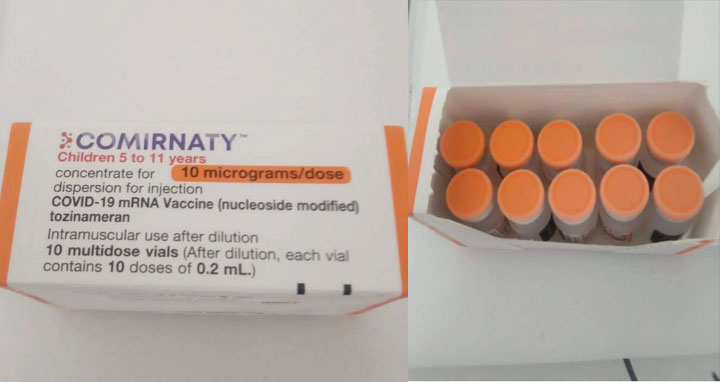 COMIRNATY™
Children 5 to 11 years
concentrate for 10 micrograms/dose
dispersion for injection
COVID-19 mRNA Vaccine (nucleoside modified)
tozinameran
Intramuscular use after dilution
10 multidose vials (After dilution, each vial
contains 10 doses of 0.2 mL.)